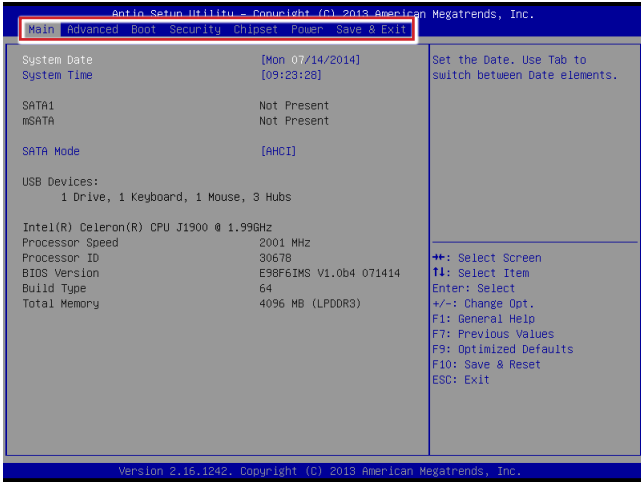 Aptio Setup Utility – Copyright (C) 2013 American Megatrends, Inc.
Main Advanced Boot Security Chipset Power Save & Exit
System Date [Mon 07/14/2014]
System Time [09:23:28]
SATA1 Not Present
mSATA Not Present
SATA Mode [AHCI]
USB Devices:
1 Drive, 1 Keyboard, 1 Mouse, 3 Hubs
Intel(R) Celeron(R) CPU J1900 @ 1.99GHz
Processor Speed 2001 MHz
Processor ID 30678
BIOS Version E98F6IMS V1.0b4 071414
Build Type 64
Total Memory 4096 MB (LPDDR3)
Set the Date. Use Tab to
switch between Date elements.
→←: Select Screen
↑↓: Select Item
Enter: Select
+/-: Change Opt.
F1: General Help
F7: Previous Values
F9: Optimized Defaults
F10: Save & Reset
ESC: Exit
Version 2.16.1242. Copyright (C) 2013 American Megatrends, Inc.